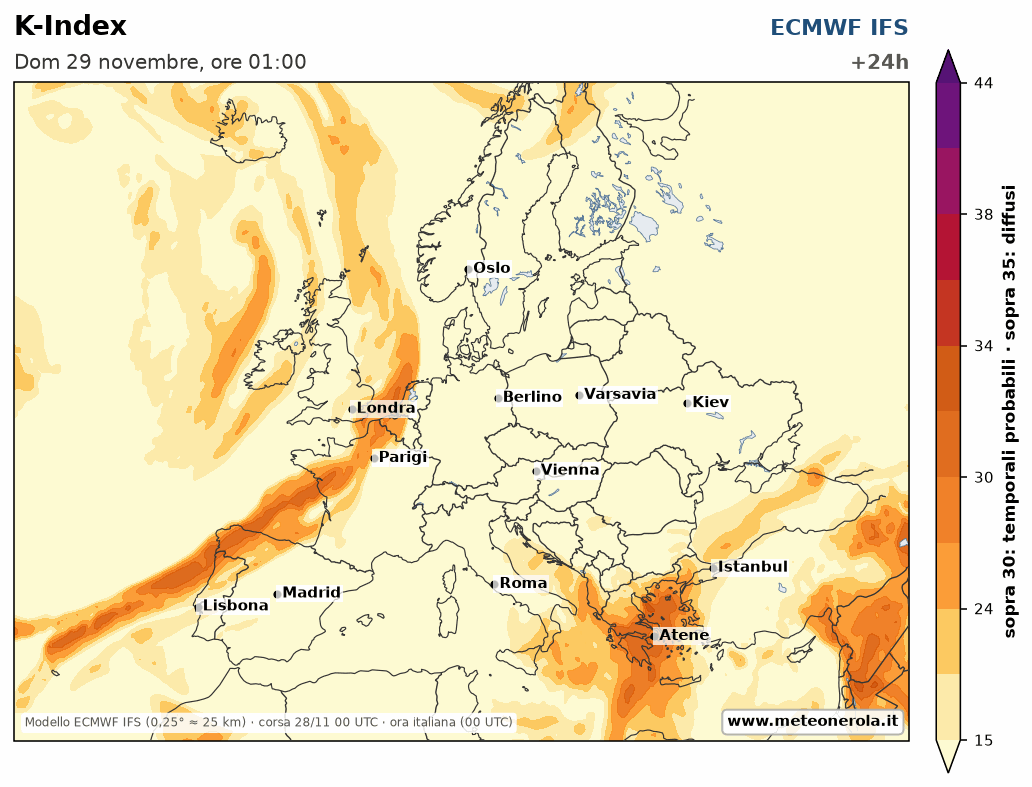 K-Index
ECMWF IFS
Dom 29 novembre, ore 01:00
+24h
44
38
34
30
24
15
sopra 30: temporali probabili · sopra 35: diffusi
Oslo
Berlino
Varsavia
Kiev
Londra
Parigi
Vienna
Istanbul
Roma
Madrid
Lisbona
Atene
Modello ECMWF IFS (0,25° ≈ 25 km) · corsa 28/11 00 UTC · ora italiana (00 UTC)
www.meteonerola.it